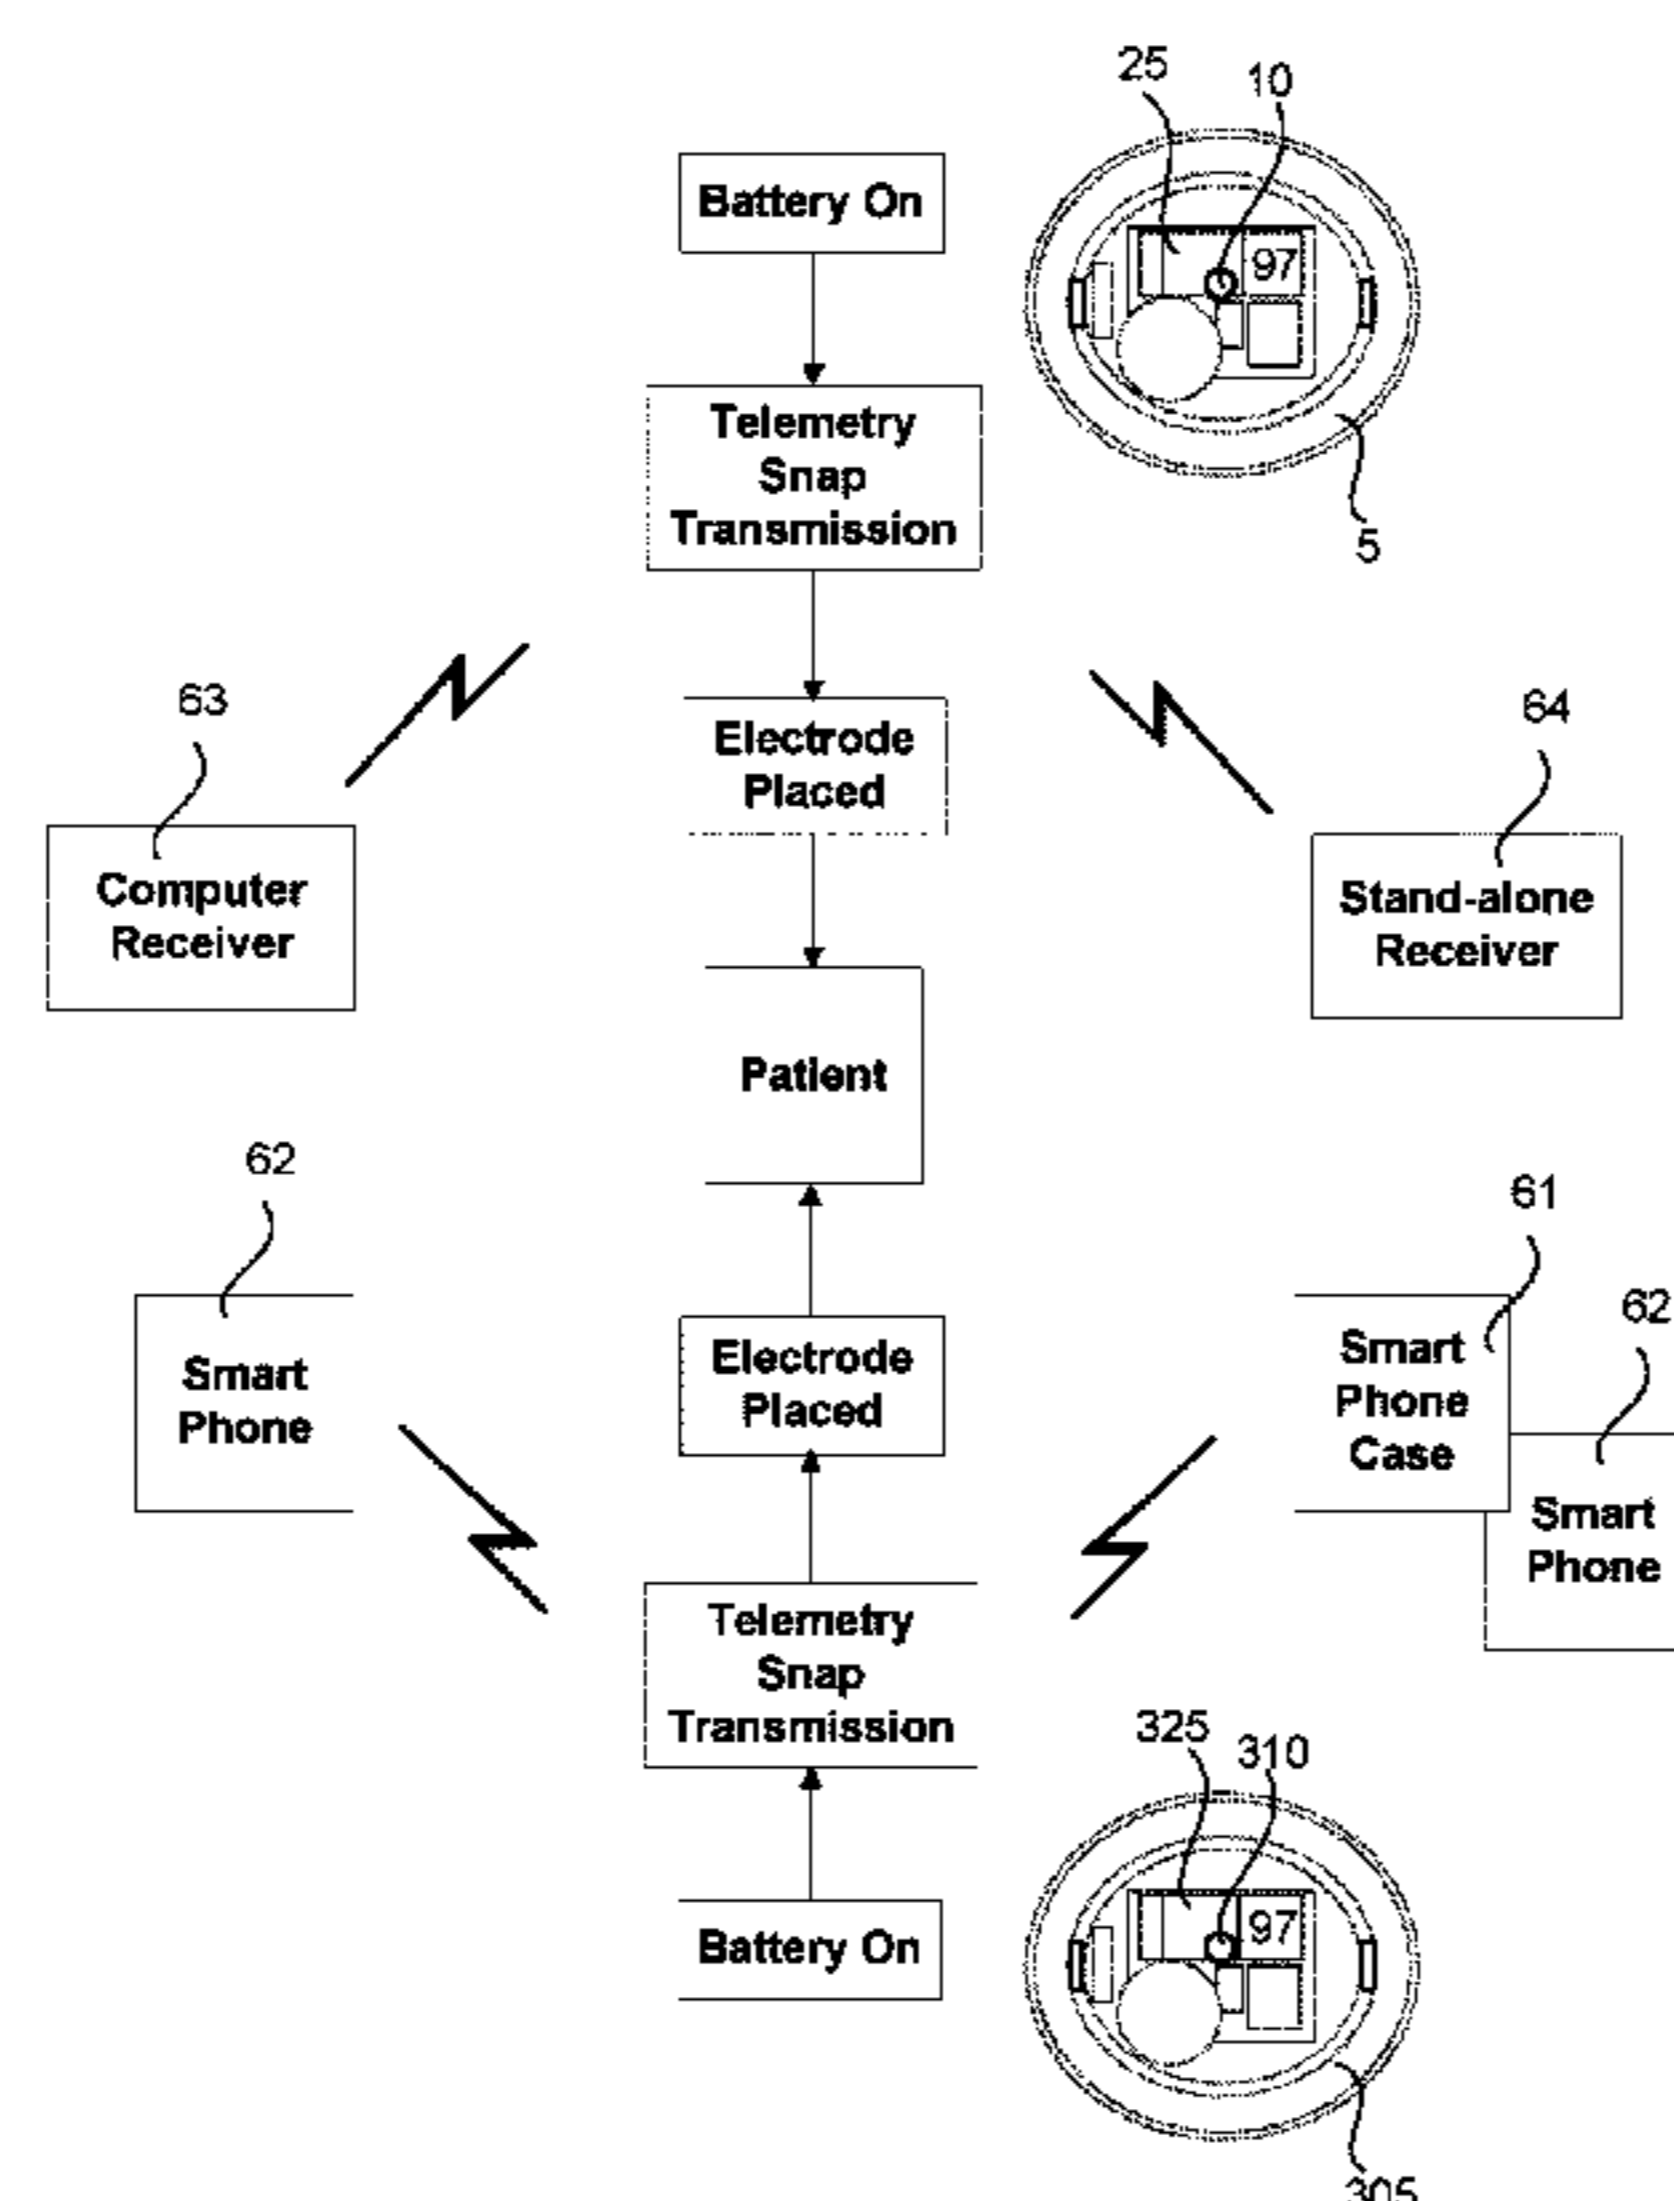 25
10
Battery On
97
Telemetry
Snap
Transmission
5
63
64
Electrode
Placed
Computer
Receiver
Stand-alone
Receiver
Patient
62
61
62
Smart
Phone
Electrode
Placed
Smart
Phone
Case
Smart
Phone
Telemetry
Snap
Transmission
325
310
97
Battery On
305